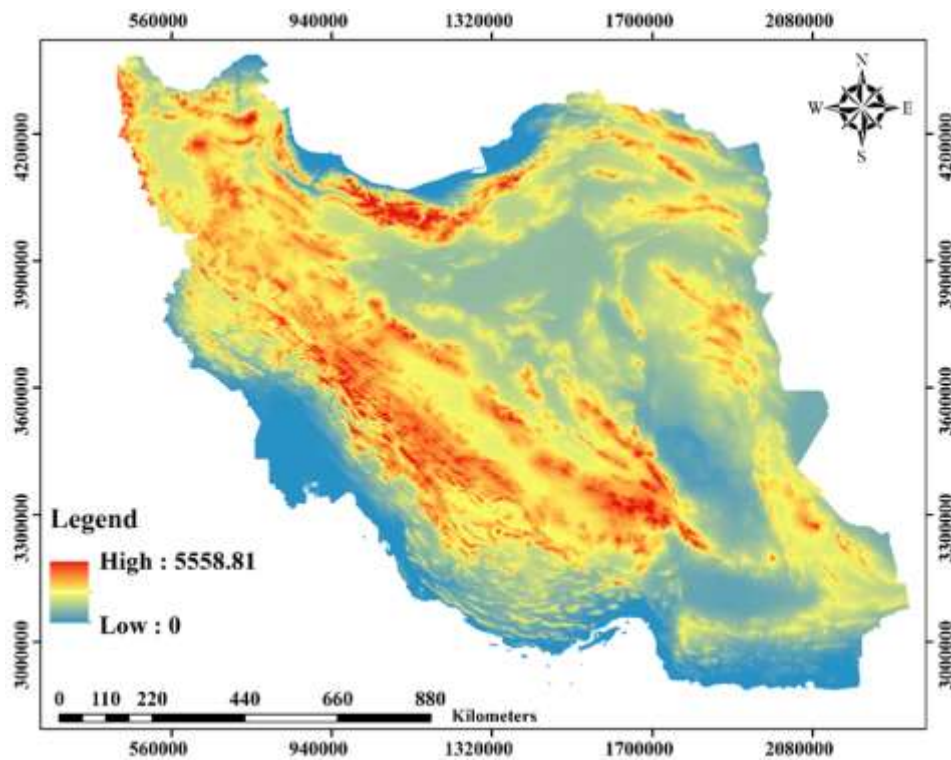 560000 940000 1320000 1700000 2080000
N
W E
S
4200000 4200000
3900000 3900000
3600000 3600000
3300000 3300000
3000000 3000000
Legend
High : 5558.81
Low : 0
0 110 220 440 660 880
Kilometers
560000 940000 1320000 1700000 2080000